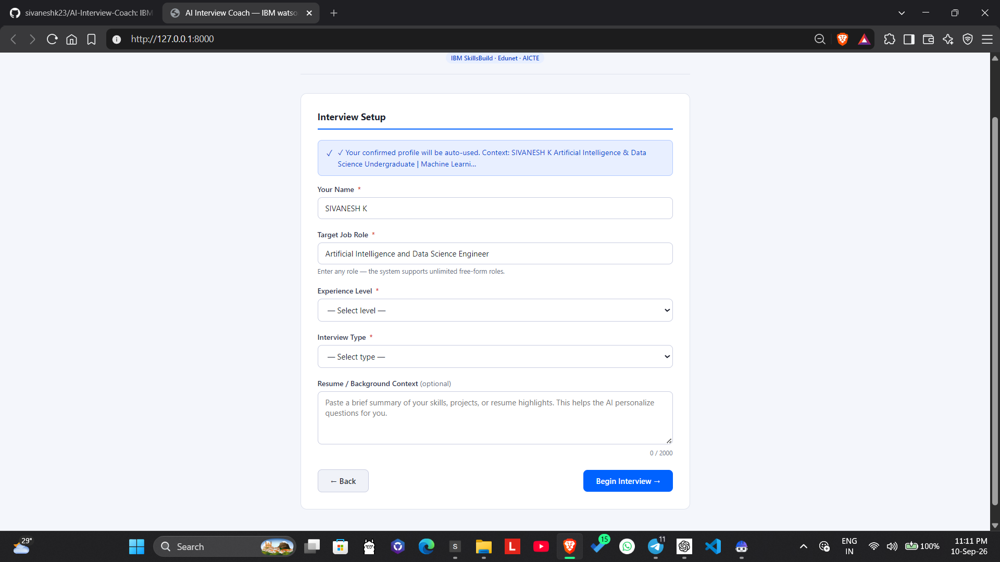 sivaneshk23/AI-Interview-Coach: IBM
AI Interview Coach — IBM watso
http://127.0.0.1:8000
IBM SkillsBuild · Edunet · AICTE
Interview Setup
✓ ✓ Your confirmed profile will be auto-used. Context: SIVANESH K Artificial Intelligence & Data
Science Undergraduate | Machine Learni...
Your Name *
SIVANESH K
Target Job Role *
Artificial Intelligence and Data Science Engineer
Enter any role — the system supports unlimited free-form roles.
Experience Level *
— Select level —
Interview Type *
— Select type —
Resume / Background Context (optional)
Paste a brief summary of your skills, projects, or resume highlights. This helps the AI personalize
questions for you.
0 / 2000
← Back
Begin Interview →
29°
Search
S
L
15
11
ENG
IN
100%
11:11 PM
10-Sep-26